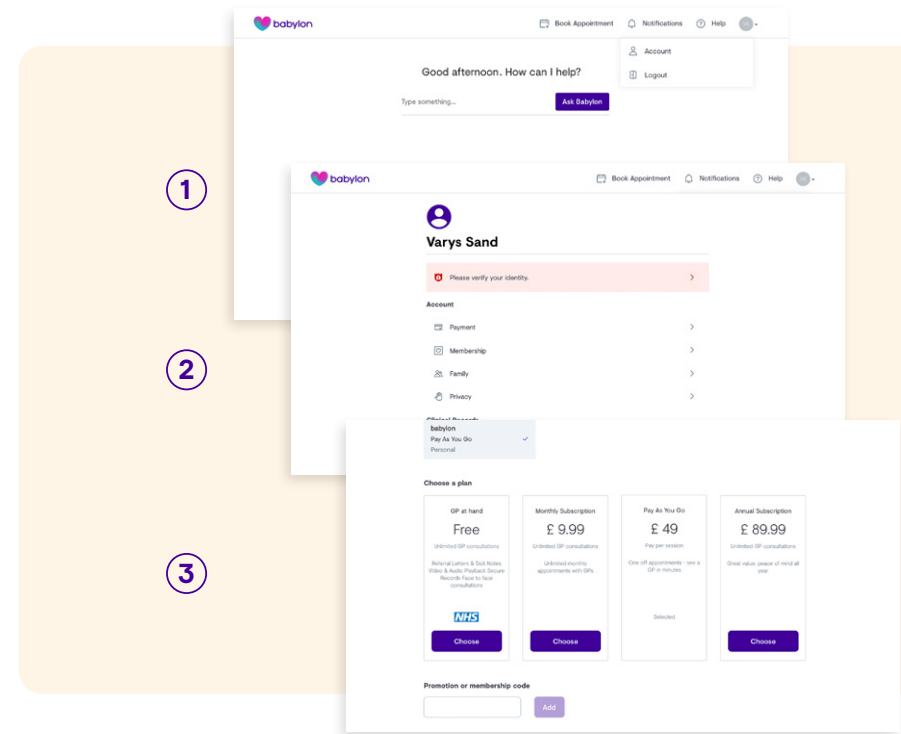 babylon
Book Appointment
Notifications
Help
Account
Logout
Good afternoon. How can I help?
Type something...
Ask Babylon
1
babylon
Book Appointment
Notifications
Help
Varys Sand
Please verify your identity.
Account
Payment
Membership
Family
Privacy
2
babylon
Pay As You Go
Personal
Choose a plan
GP at hand
Free
Unlimited GP consultations
Referral Letters & Sick Notes
Video & Audio Playback Secure
Records Face to face
consultations
NHS
Choose
Monthly Subscription
£ 9.99
Unlimited GP consultations
Unlimited monthly
appointments with GPs
Choose
Pay As You Go
£ 49
Pay per session
One off appointments - see a
GP in minutes
Selected
Annual Subscription
£ 89.99
Unlimited GP consultations
Great value, peace of mind all
year
Choose
3
Promotion or membership code
Add